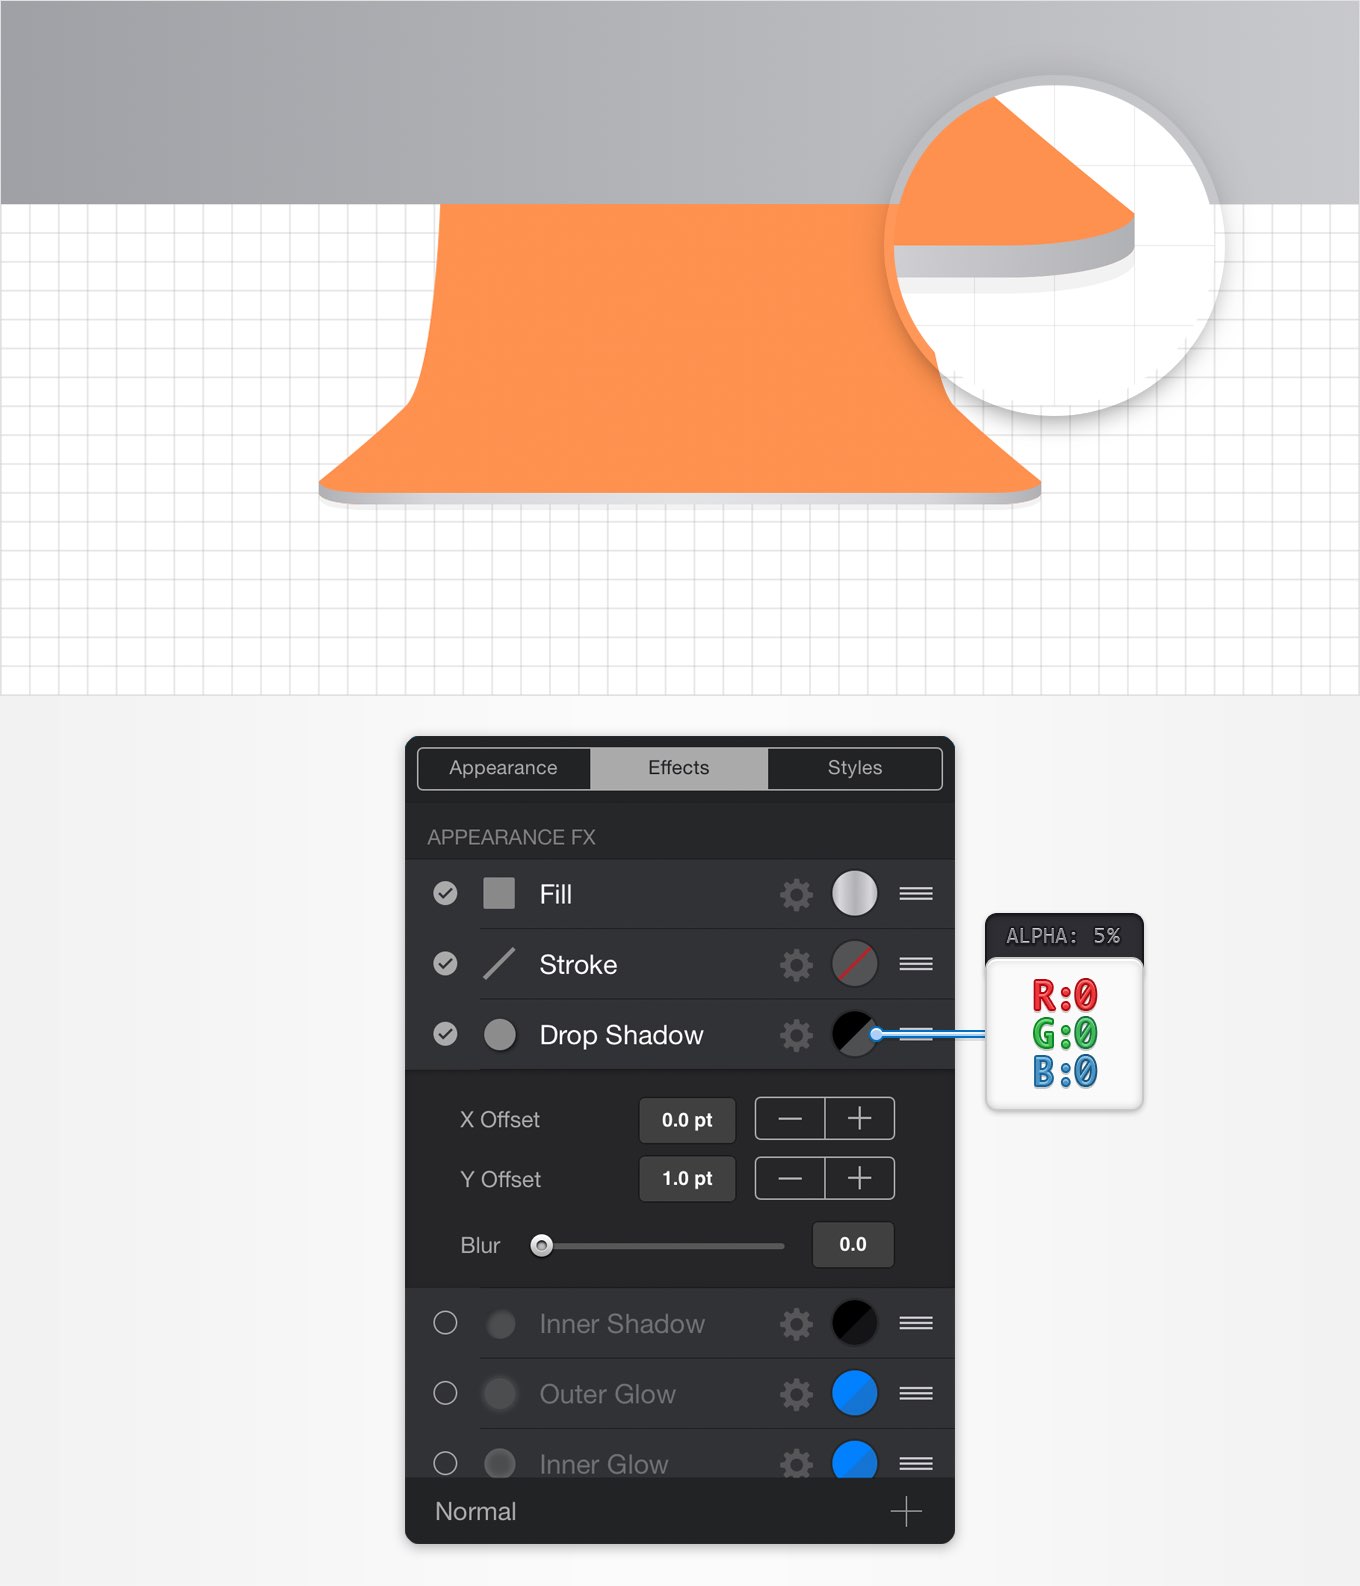 Appearance Effects Styles
APPEARANCE FX
Fill
Stroke
Drop Shadow
ALPHA: 5%
R:0
G:0
B:0
X Offset 0.0 pt
Y Offset 1.0 pt
Blur 0.0
Inner Shadow
Outer Glow
Inner Glow
Normal